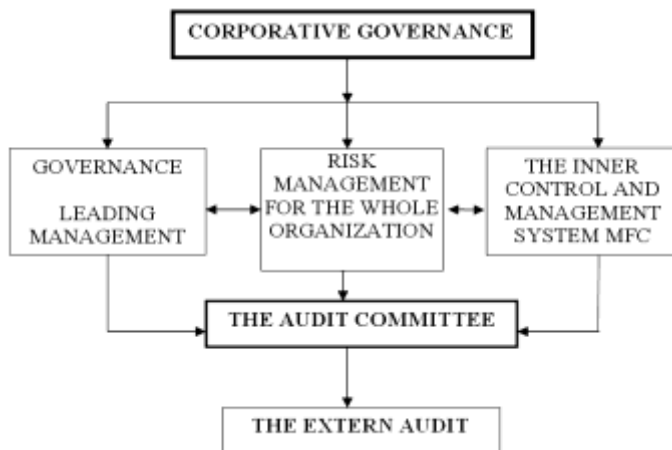 CORPORATIVE GOVERNANCE
GOVERNANCE
LEADING
MANAGEMENT
RISK
MANAGEMENT
FOR THE WHOLE
ORGANIZATION
THE INNER
CONTROL AND
MANAGEMENT
SYSTEM MFC
THE AUDIT COMMITTEE
THE EXTERN AUDIT